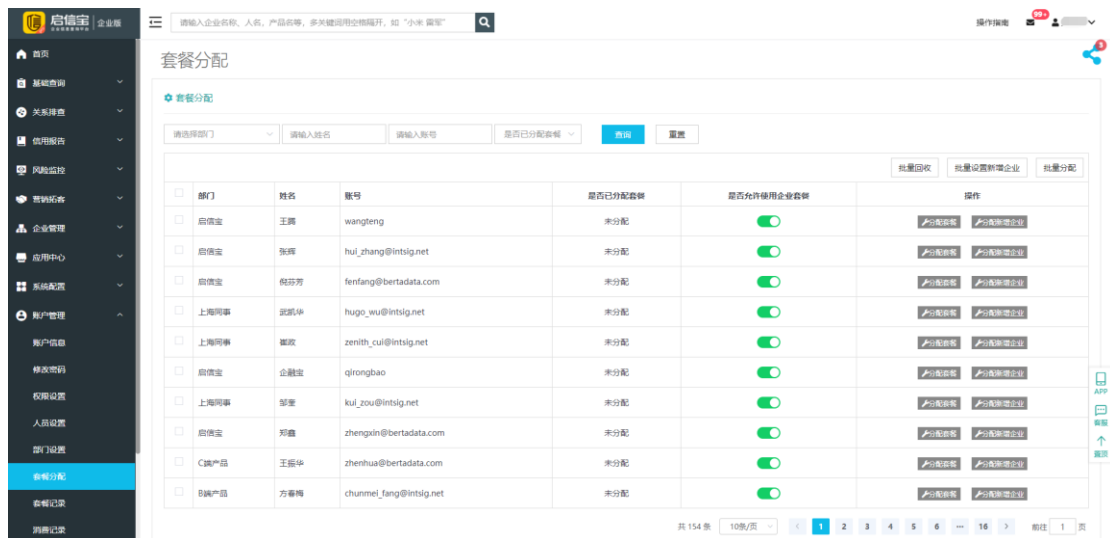 启信宝 企业版
请输入企业名称、人名，产品名等，多关键词用空格隔开，如“小米 雷军”
操作指南
99+
首页
基础查询
关系排查
信用报告
风险监控
营销拓客
企业管理
应用中心
系统配置
账户管理
账户信息
修改密码
权限设置
人员设置
部门设置
套餐分配
套餐记录
消费记录
套餐分配
套餐分配
请选择部门 请输入姓名 请输入账号 是否已分配套餐 查询 重置
批量回收 批量设置新增企业 批量分配
部门 姓名 账号 是否已分配套餐 是否允许使用企业套餐 操作
启信宝 王腾 wangteng 未分配 分配套餐 分配新增企业
启信宝 张辉 hui_zhang@intsig.net 未分配 分配套餐 分配新增企业
启信宝 倪芬芳 fenfang@bertadata.com 未分配 分配套餐 分配新增企业
上海同事 武凯华 hugo_wu@intsig.net 未分配 分配套餐 分配新增企业
上海同事 崔政 zenith_cui@intsig.net 未分配 分配套餐 分配新增企业
启信宝 企融宝 qirongbao 未分配 分配套餐 分配新增企业
上海同事 邹奎 kui_zou@intsig.net 未分配 分配套餐 分配新增企业
启信宝 郑鑫 zhengxin@bertadata.com 未分配 分配套餐 分配新增企业
C端产品 王振华 zhenhua@bertadata.com 未分配 分配套餐 分配新增企业
B端产品 方春梅 chunmei_fang@intsig.net 未分配 分配套餐 分配新增企业
共 154 条 10条/页 1 2 3 4 5 6 ··· 16 前往 1 页
APP
客服
置顶